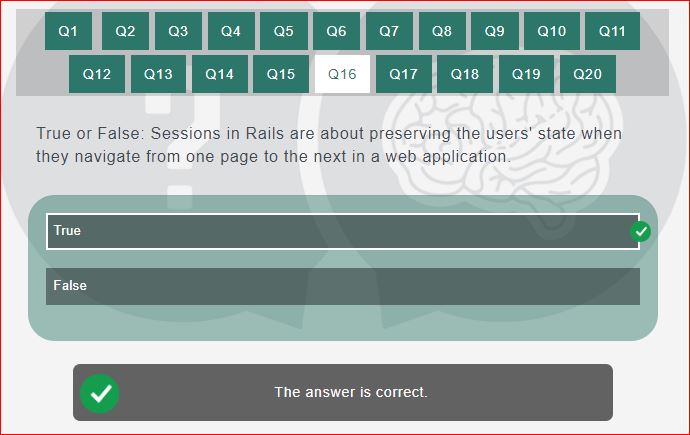 Q1 Q2 Q3 Q4 Q5 Q6 Q7 Q8 Q9 Q10 Q11
Q12 Q13 Q14 Q15 Q16 Q17 Q18 Q19 Q20
True or False: Sessions in Rails are about preserving the users' state when
they navigate from one page to the next in a web application.
True
False
The answer is correct.